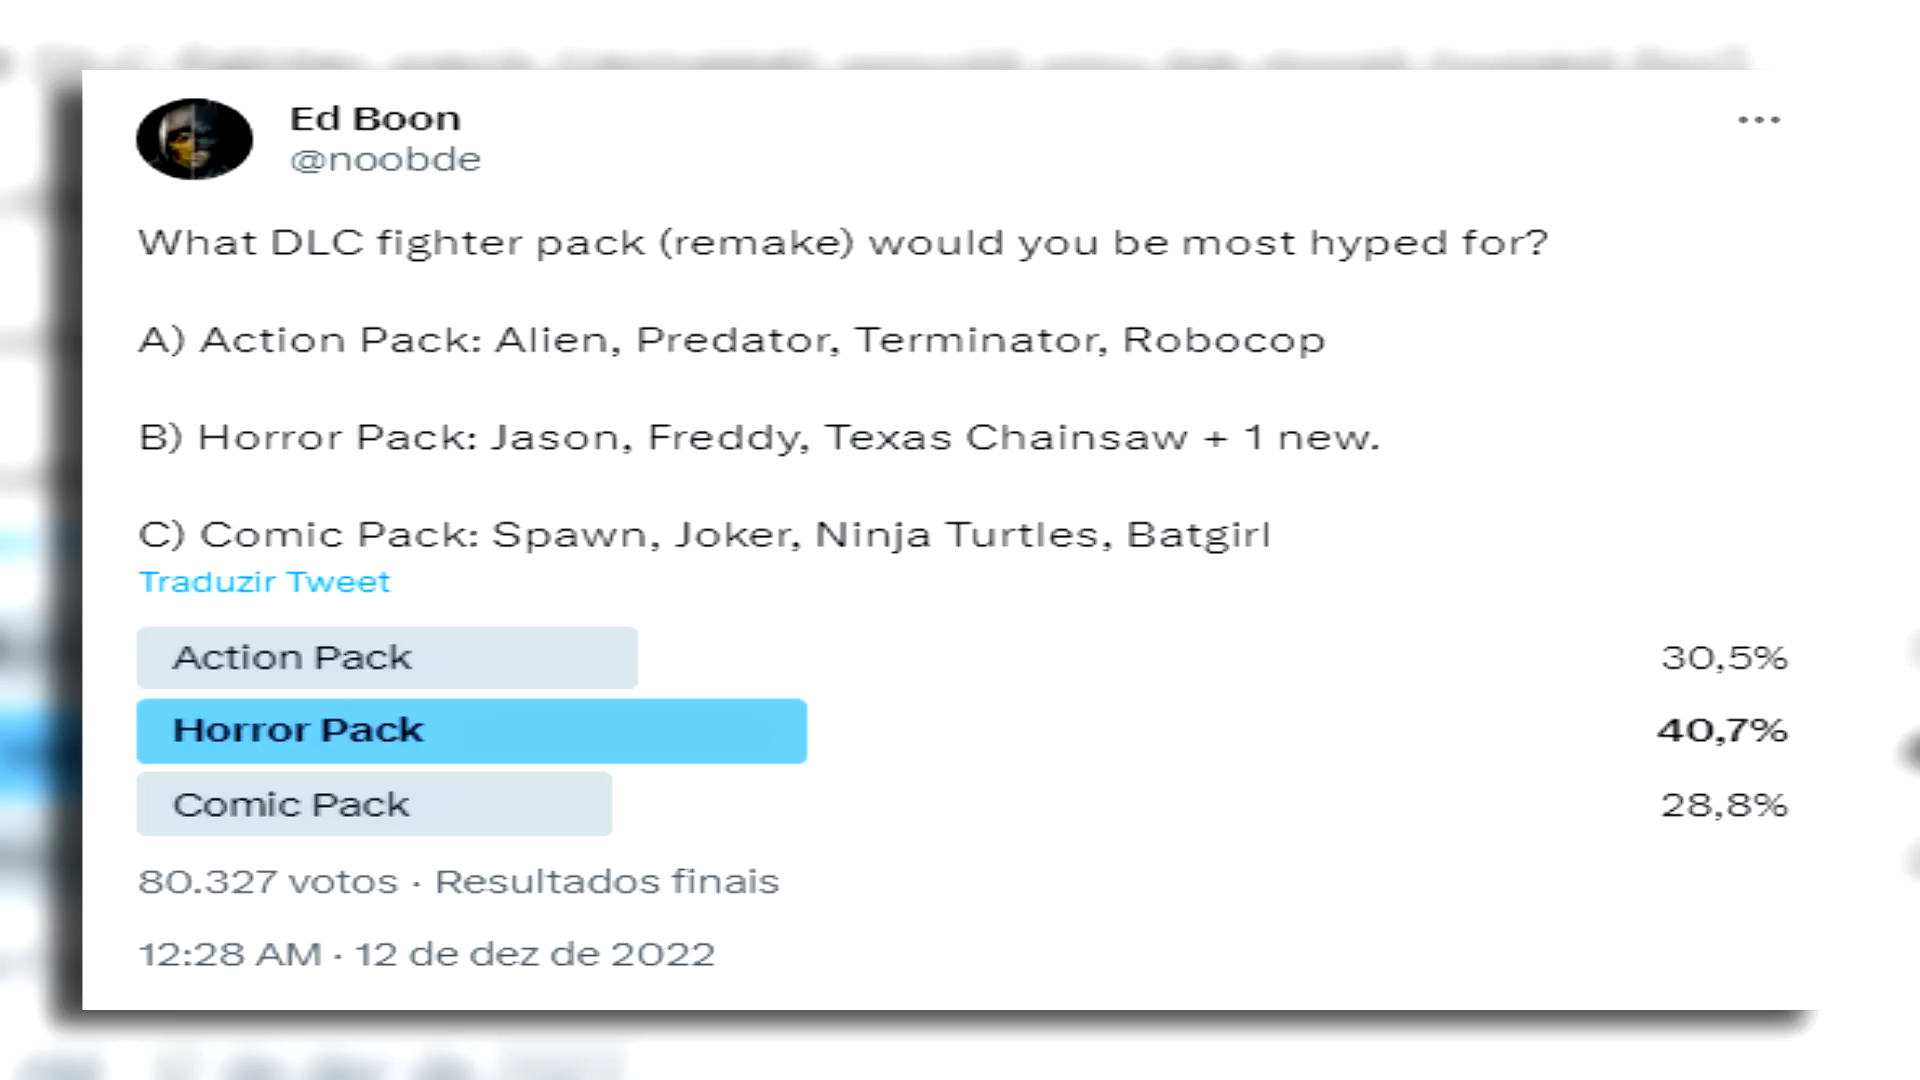 Ed Boon
@noobde
What DLC fighter pack (remake) would you be most hyped for?
A) Action Pack: Alien, Predator, Terminator, Robocop
B) Horror Pack: Jason, Freddy, Texas Chainsaw + 1 new.
C) Comic Pack: Spawn, Joker, Ninja Turtles, Batgirl
Traduzir Tweet
Action Pack 30,5%
Horror Pack 40,7%
Comic Pack 28,8%
80.327 votos · Resultados finais
12:28 AM · 12 de dez de 2022